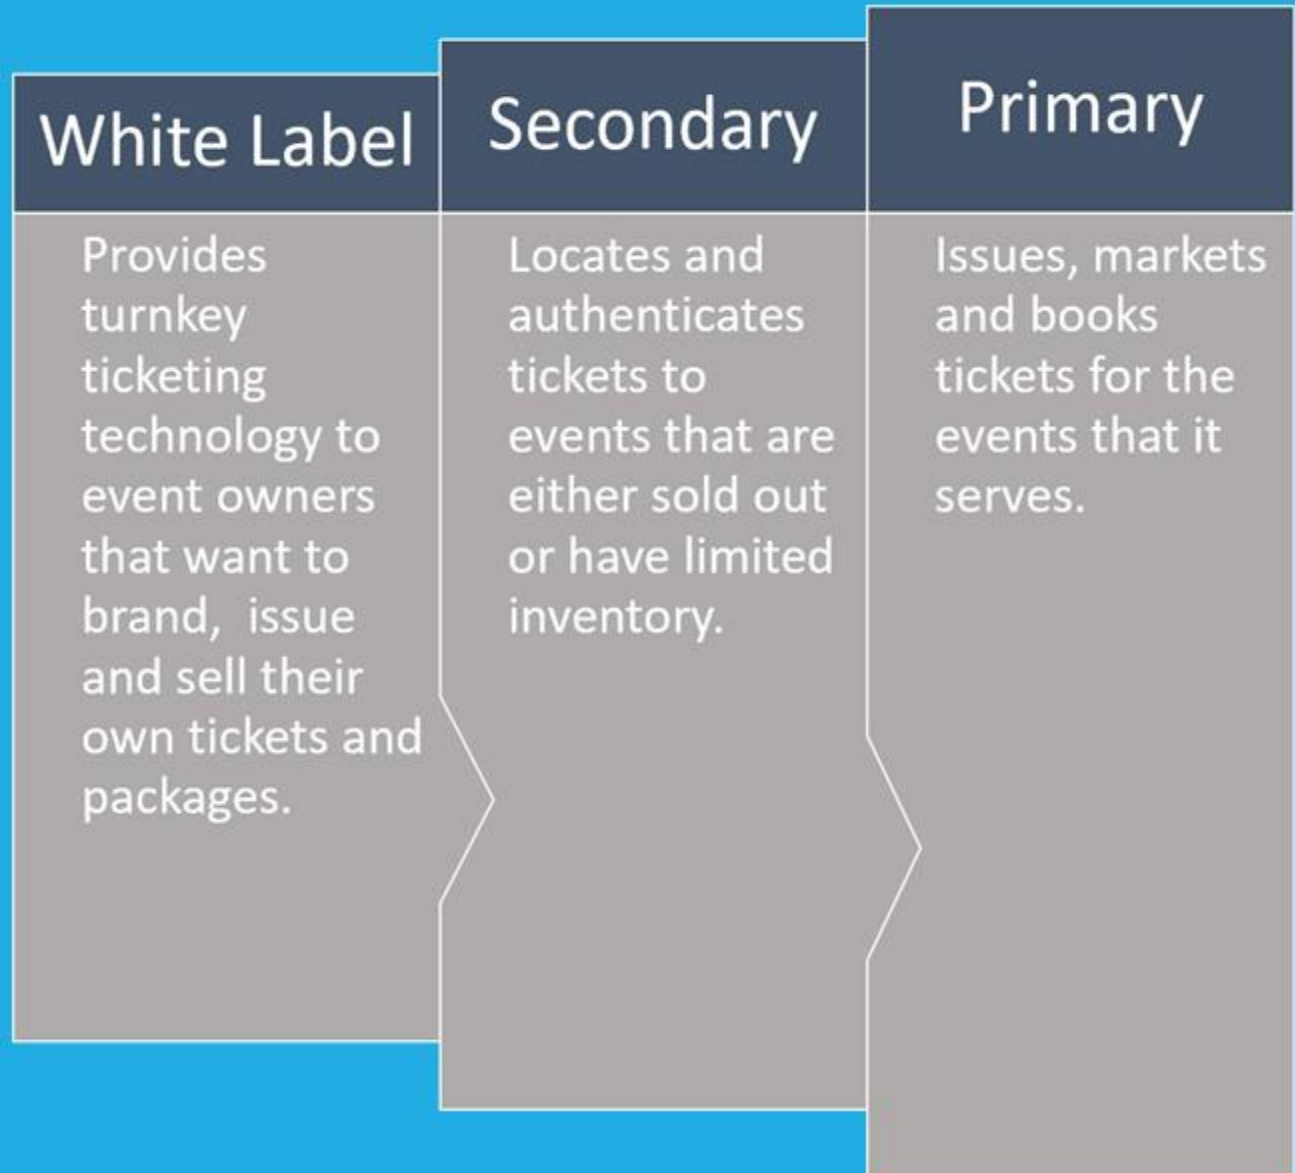 White Label
Provides
turnkey
ticketing
technology to
event owners
that want to
brand,  issue
and sell their
own tickets and
packages.
Secondary
Locates and
authenticates
tickets to
events that are
either sold out
or have limited
inventory.
Primary
Issues, markets
and books
tickets for the
events that it
serves.